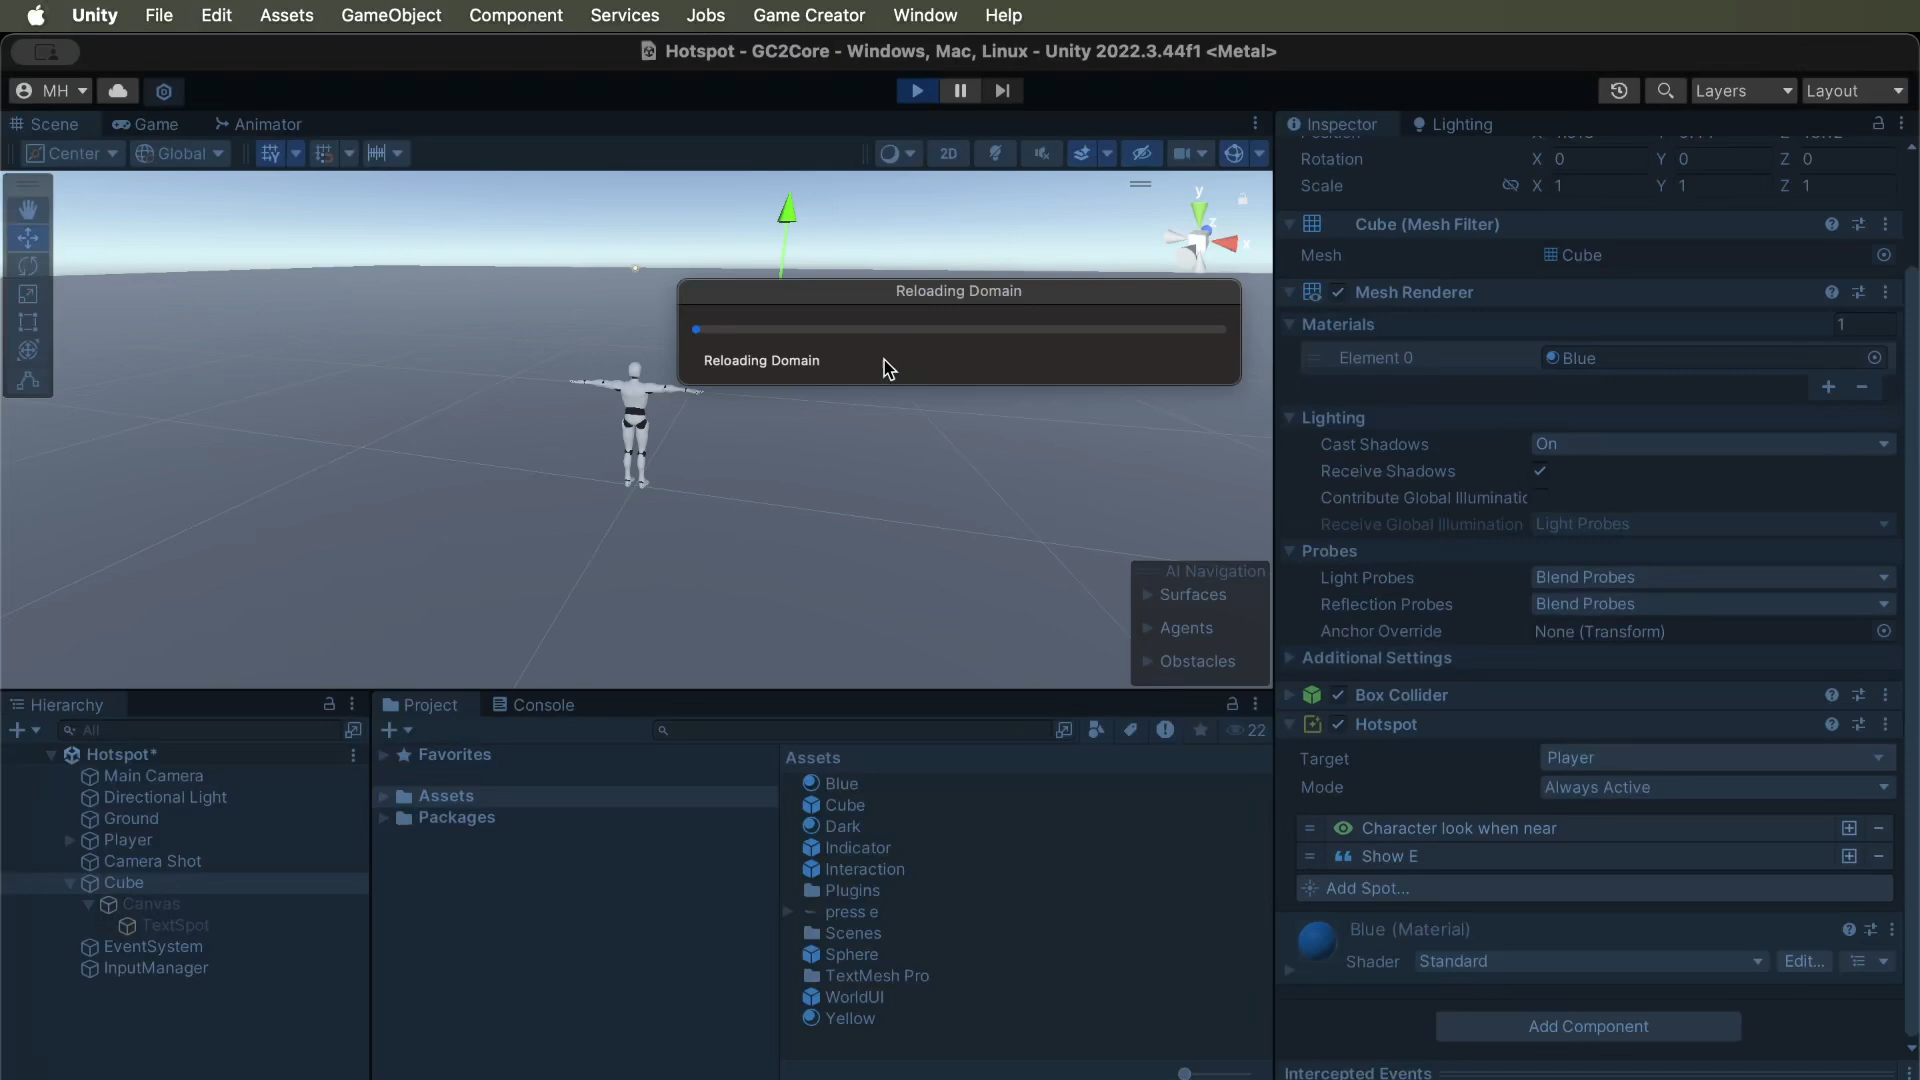 Unity File Edit Assets GameObject Component Services Jobs Game Creator Window Help
Hotspot - GC2Core - Windows, Mac, Linux - Unity 2022.3.44f1 <Metal>
MH
Layers
Layout
Scene
Game
Animator
Center
Global
2D
y
z
x
Reloading Domain
Reloading Domain
AI Navigation
Surfaces
Agents
Obstacles
Inspector
Lighting
Rotation X 0 Y 0 Z 0
Scale X 1 Y 1 Z 1
Cube (Mesh Filter)
Mesh Cube
Mesh Renderer
Materials 1
Element 0 Blue
Lighting
Cast Shadows On
Receive Shadows
Contribute Global Illuminatic
Receive Global Illumination Light Probes
Probes
Light Probes Blend Probes
Reflection Probes Blend Probes
Anchor Override None (Transform)
Additional Settings
Box Collider
Hotspot
Target Player
Mode Always Active
Character look when near
Show E
Add Spot...
Blue (Material)
Shader Standard Edit...
Add Component
Intercepted Events
Hierarchy
All
Hotspot*
Main Camera
Directional Light
Ground
Player
Camera Shot
Cube
Canvas
TextSpot
EventSystem
InputManager
Project
Console
22
Favorites
Assets
Packages
Assets
Blue
Cube
Dark
Indicator
Interaction
Plugins
press e
Scenes
Sphere
TextMesh Pro
WorldUI
Yellow